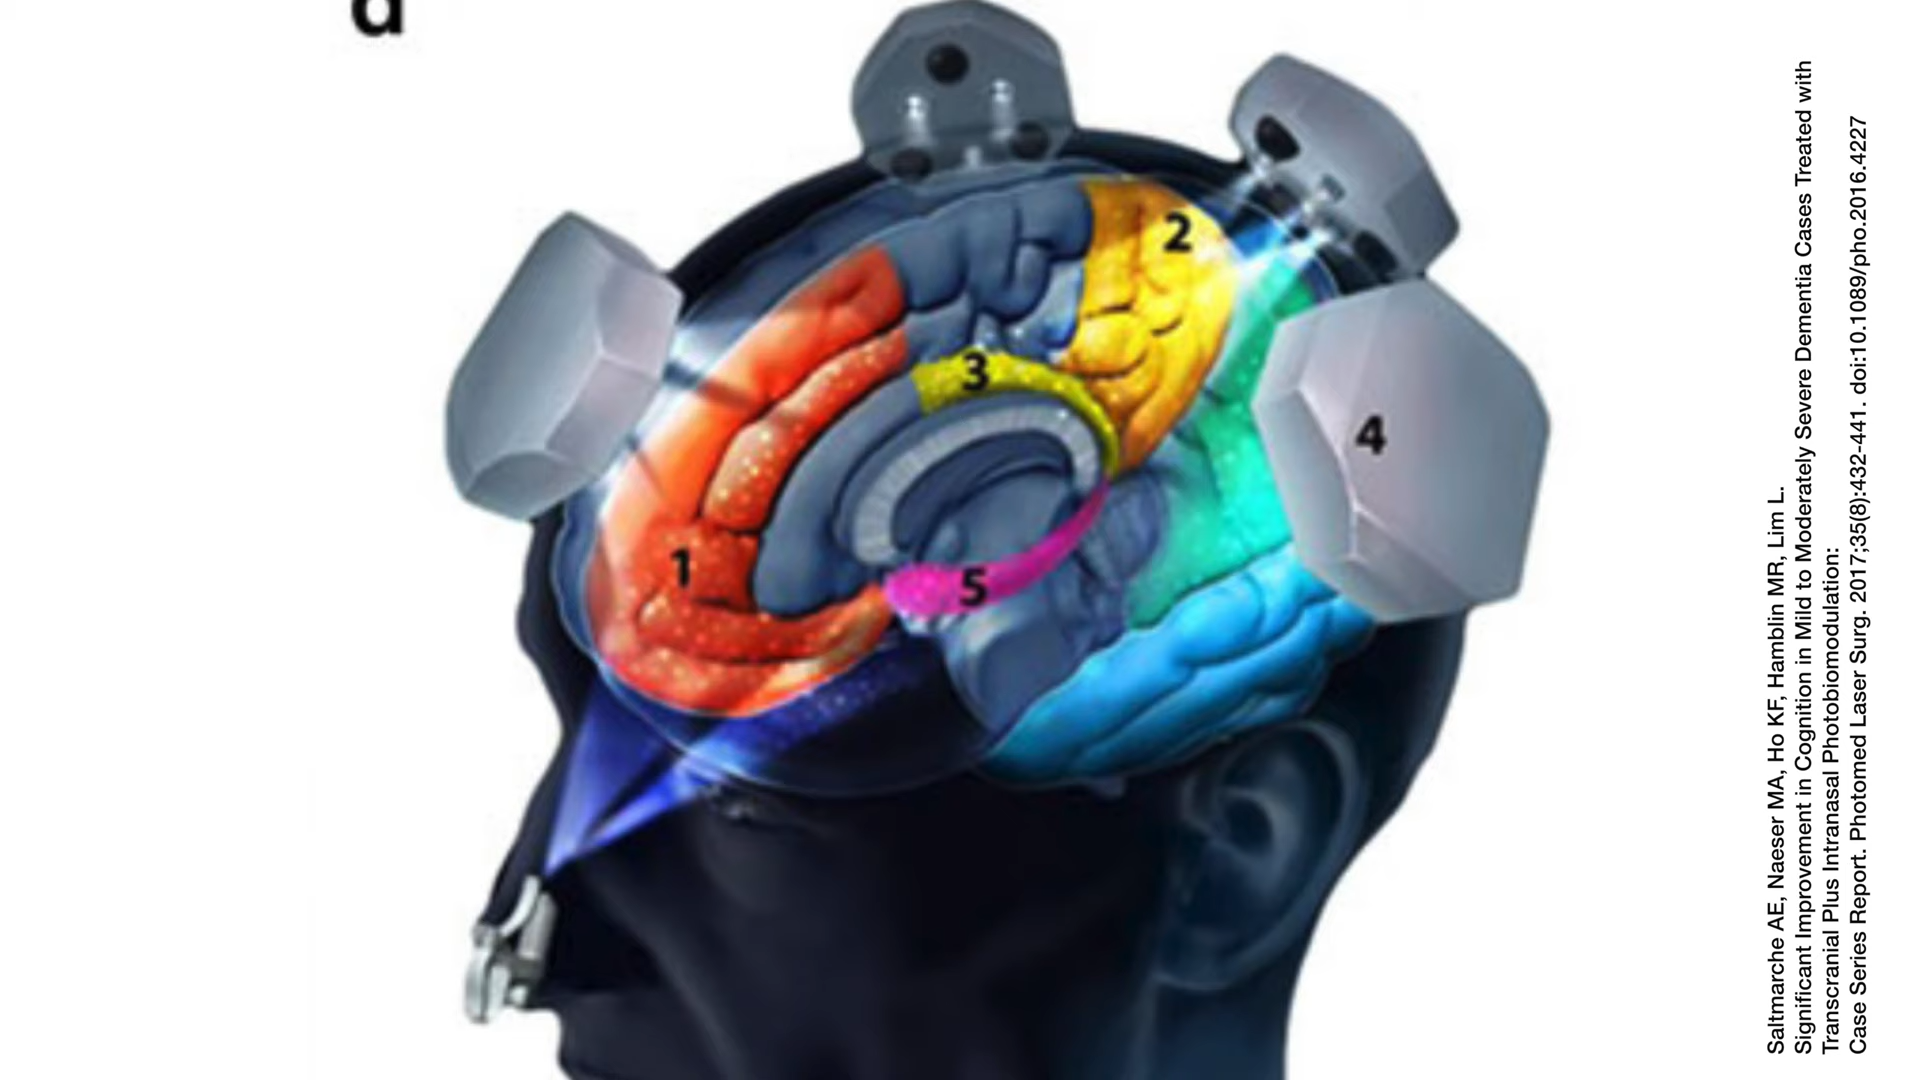 d
2
3
4
1
5
Saltmarche AE, Naeser MA, Ho KF, Hamblin MR, Lim L.
Significant Improvement in Cognition in Mild to Moderately Severe Dementia Cases Treated with
Transcranial Plus Intranasal Photobiomodulation:
Case Series Report. Photomed Laser Surg. 2017;35(8):432-441. doi:10.1089/pho.2016.4227